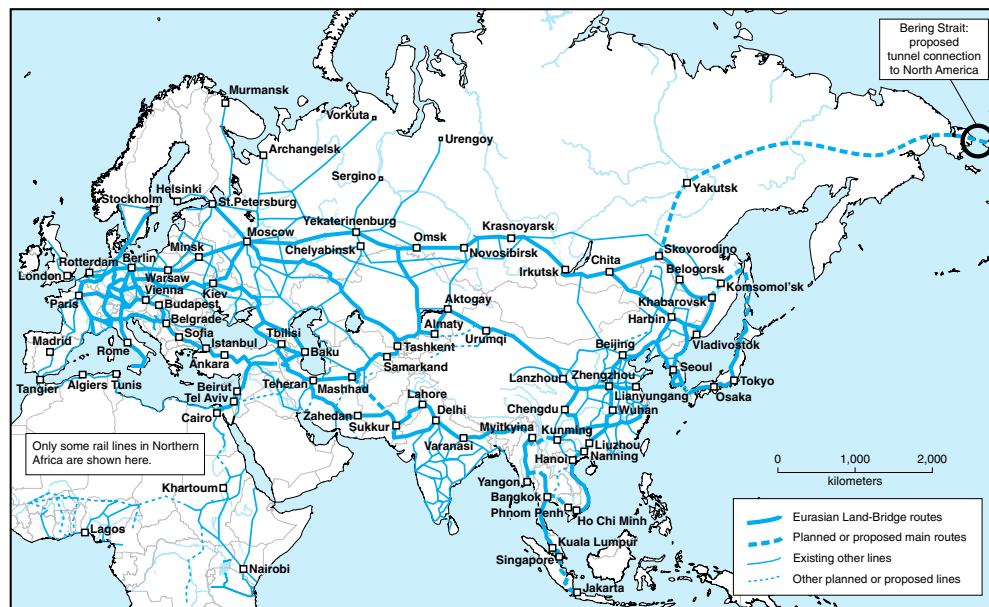 Bering Strait:
proposed
tunnel connection
to North America
Murmansk
Vorkuta
Urengoy
Archangelsk
Sergino
Yakutsk
Helsinki
Stockholm
St.Petersburg
Yekaterinenburg
Krasnoyarsk
Moscow
Omsk
Skovorodino
Rotterdam
Berlin
Minsk
Chelyabinsk
Novosibirsk
Chita
Belogorsk
London
Warsaw
Irkutsk
Komsomol'sk
Vienna
Kiev
Paris
Budapest
Aktogay
Khabarovsk
Belgrade
Harbin
Madrid
Sofia
Tbilisi
Almaty
Urumqi
Vladivostok
Rome
Istanbul
Baku
Tashkent
Beijing
Ankara
Samarkand
Seoul
Tangier
Algiers
Tunis
Teheran
Mashhad
Lanzhou
Zhengzhou
Tokyo
Beirut
Lianyungang
Osaka
Tel Aviv
Lahore
Cairo
Zahedan
Delhi
Chengdu
Wuhan
Sukkur
Myitkyina
Kunming
Varanasi
Liuzhou
Hanoi
Nanning
Only some rail lines in Northern
Africa are shown here.
Khartoum
Yangon
Bangkok
Phnom Penh
Ho Chi Minh
Lagos
Kuala Lumpur
Singapore
Nairobi
Jakarta
0 1,000 2,000
kilometers
Eurasian Land-Bridge routes
Planned or proposed main routes
Existing other lines
Other planned or proposed lines